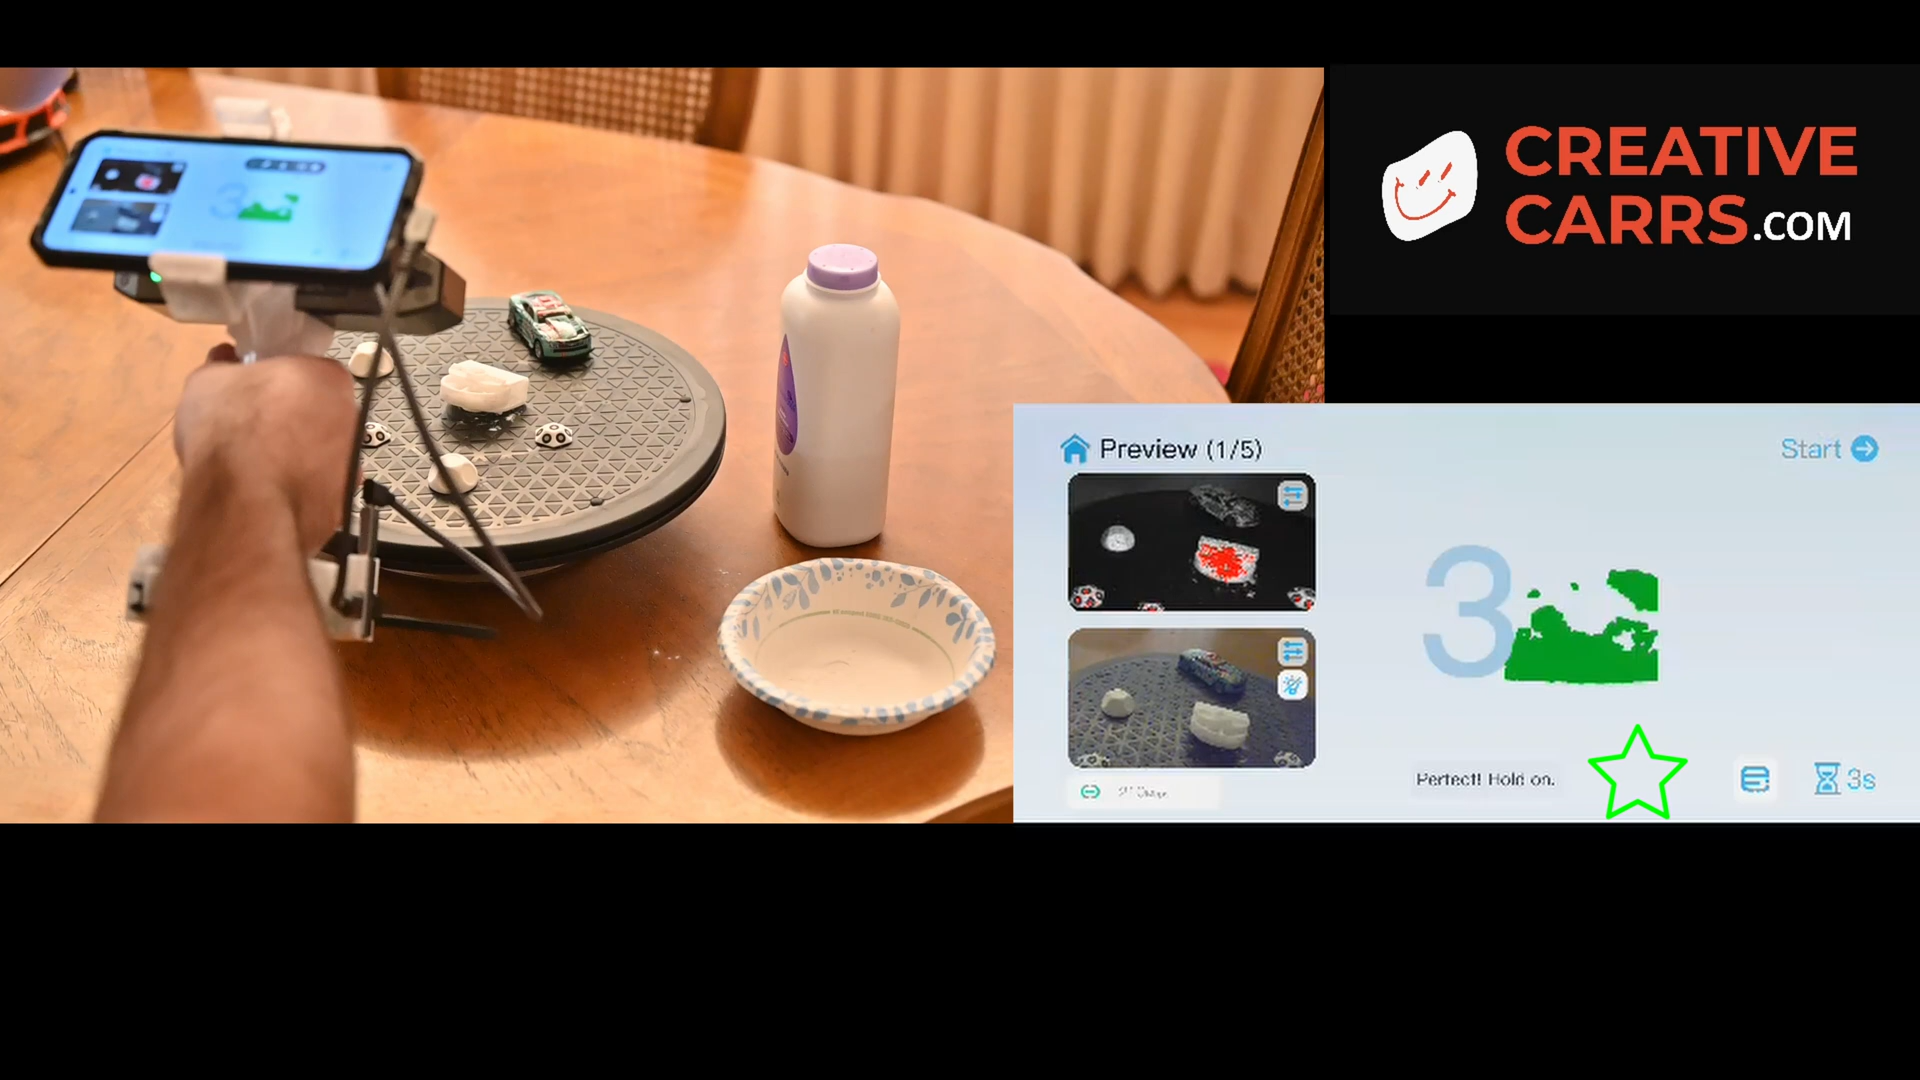 CREATIVE
CARRS.COM
Preview (1/5)
Start
3
Perfect! Hold on.
3s